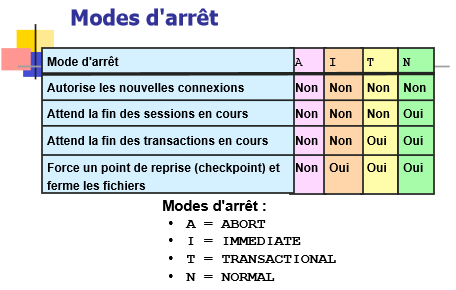 Modes d'arrêt
Mode d'arrêt A I T N
Autorise les nouvelles connexions Non Non Non Non
Attend la fin des sessions en cours Non Non Non Oui
Attend la fin des transactions en cours Non Non Oui Oui
Force un point de reprise (checkpoint) et Non Oui Oui Oui
ferme les fichiers
Modes d'arrêt :
• A = ABORT
• I = IMMEDIATE
• T = TRANSACTIONAL
• N = NORMAL